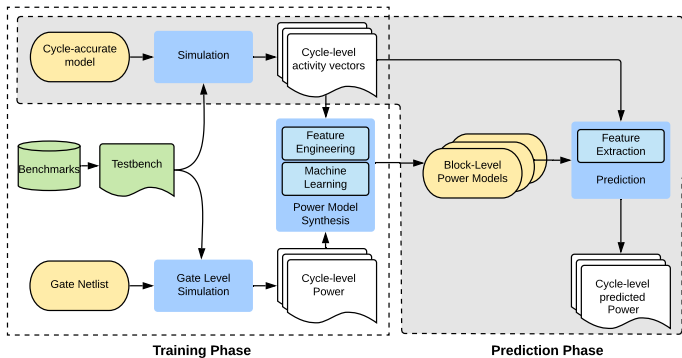 Cycle-accurate
model
Simulation
Cycle-level
activity vectors
Benchmarks
Testbench
Feature
Engineering
Machine
Learning
Power Model
Synthesis
Block-Level
Power Models
Feature
Extraction
Prediction
Gate Netlist
Gate Level
Simulation
Cycle-level
Power
Cycle-level
predicted
Power
Training Phase
Prediction Phase